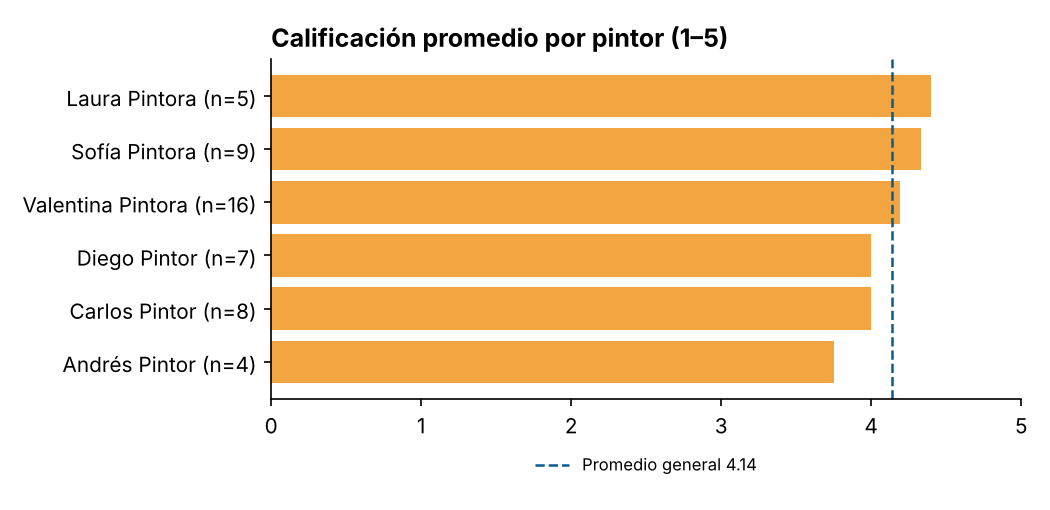 Calificación promedio por pintor (1–5)
Laura Pintora (n=5)
Sofía Pintora (n=9)
Valentina Pintora (n=16)
Diego Pintor (n=7)
Carlos Pintor (n=8)
Andrés Pintor (n=4)
0 1 2 3 4 5
Promedio general 4.14